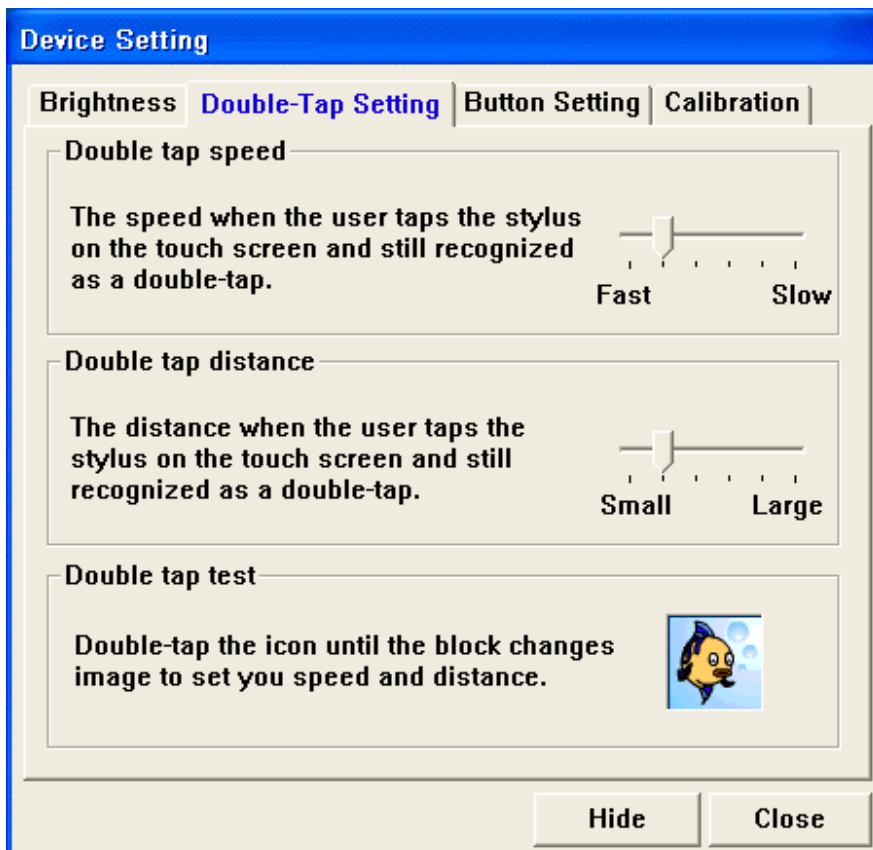 Device Setting
Brightness Double-Tap Setting Button Setting Calibration
Double tap speed
The speed when the user taps the stylus
on the touch screen and still recognized
as a double-tap.
Fast Slow
Double tap distance
The distance when the user taps the
stylus on the touch screen and still
recognized as a double-tap.
Small Large
Double tap test
Double-tap the icon until the block changes
image to set you speed and distance.
Hide Close